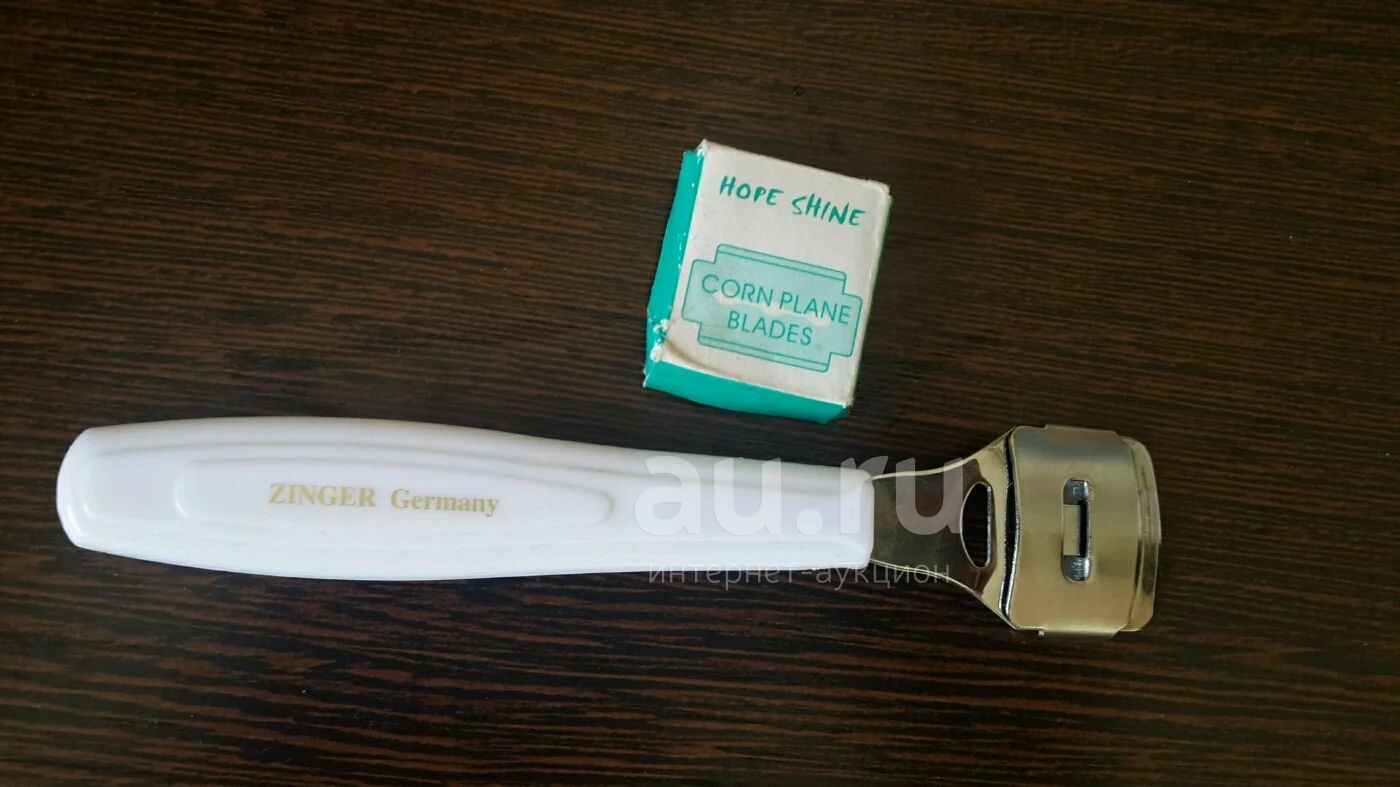 HOPE SHINE
CORN PLANE
BLADES
ZINGER Germany
au.ru
интернет-аукцион